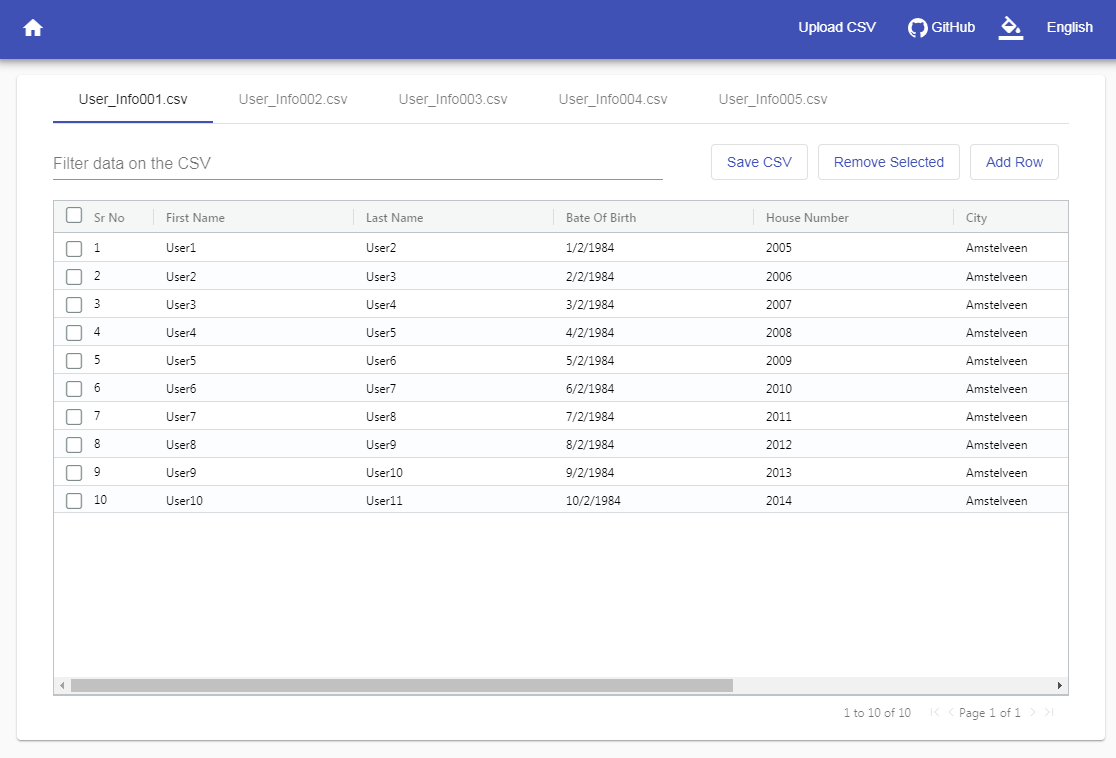 Upload CSV GitHub English
User_Info001.csv User_Info002.csv User_Info003.csv User_Info004.csv User_Info005.csv
Filter data on the CSV Save CSV Remove Selected Add Row
Sr No First Name Last Name Bate Of Birth House Number City
1 User1 User2 1/2/1984 2005 Amstelveen
2 User2 User3 2/2/1984 2006 Amstelveen
3 User3 User4 3/2/1984 2007 Amstelveen
4 User4 User5 4/2/1984 2008 Amstelveen
5 User5 User6 5/2/1984 2009 Amstelveen
6 User6 User7 6/2/1984 2010 Amstelveen
7 User7 User8 7/2/1984 2011 Amstelveen
8 User8 User9 8/2/1984 2012 Amstelveen
9 User9 User10 9/2/1984 2013 Amstelveen
10 User10 User11 10/2/1984 2014 Amstelveen
1 to 10 of 10 Page 1 of 1